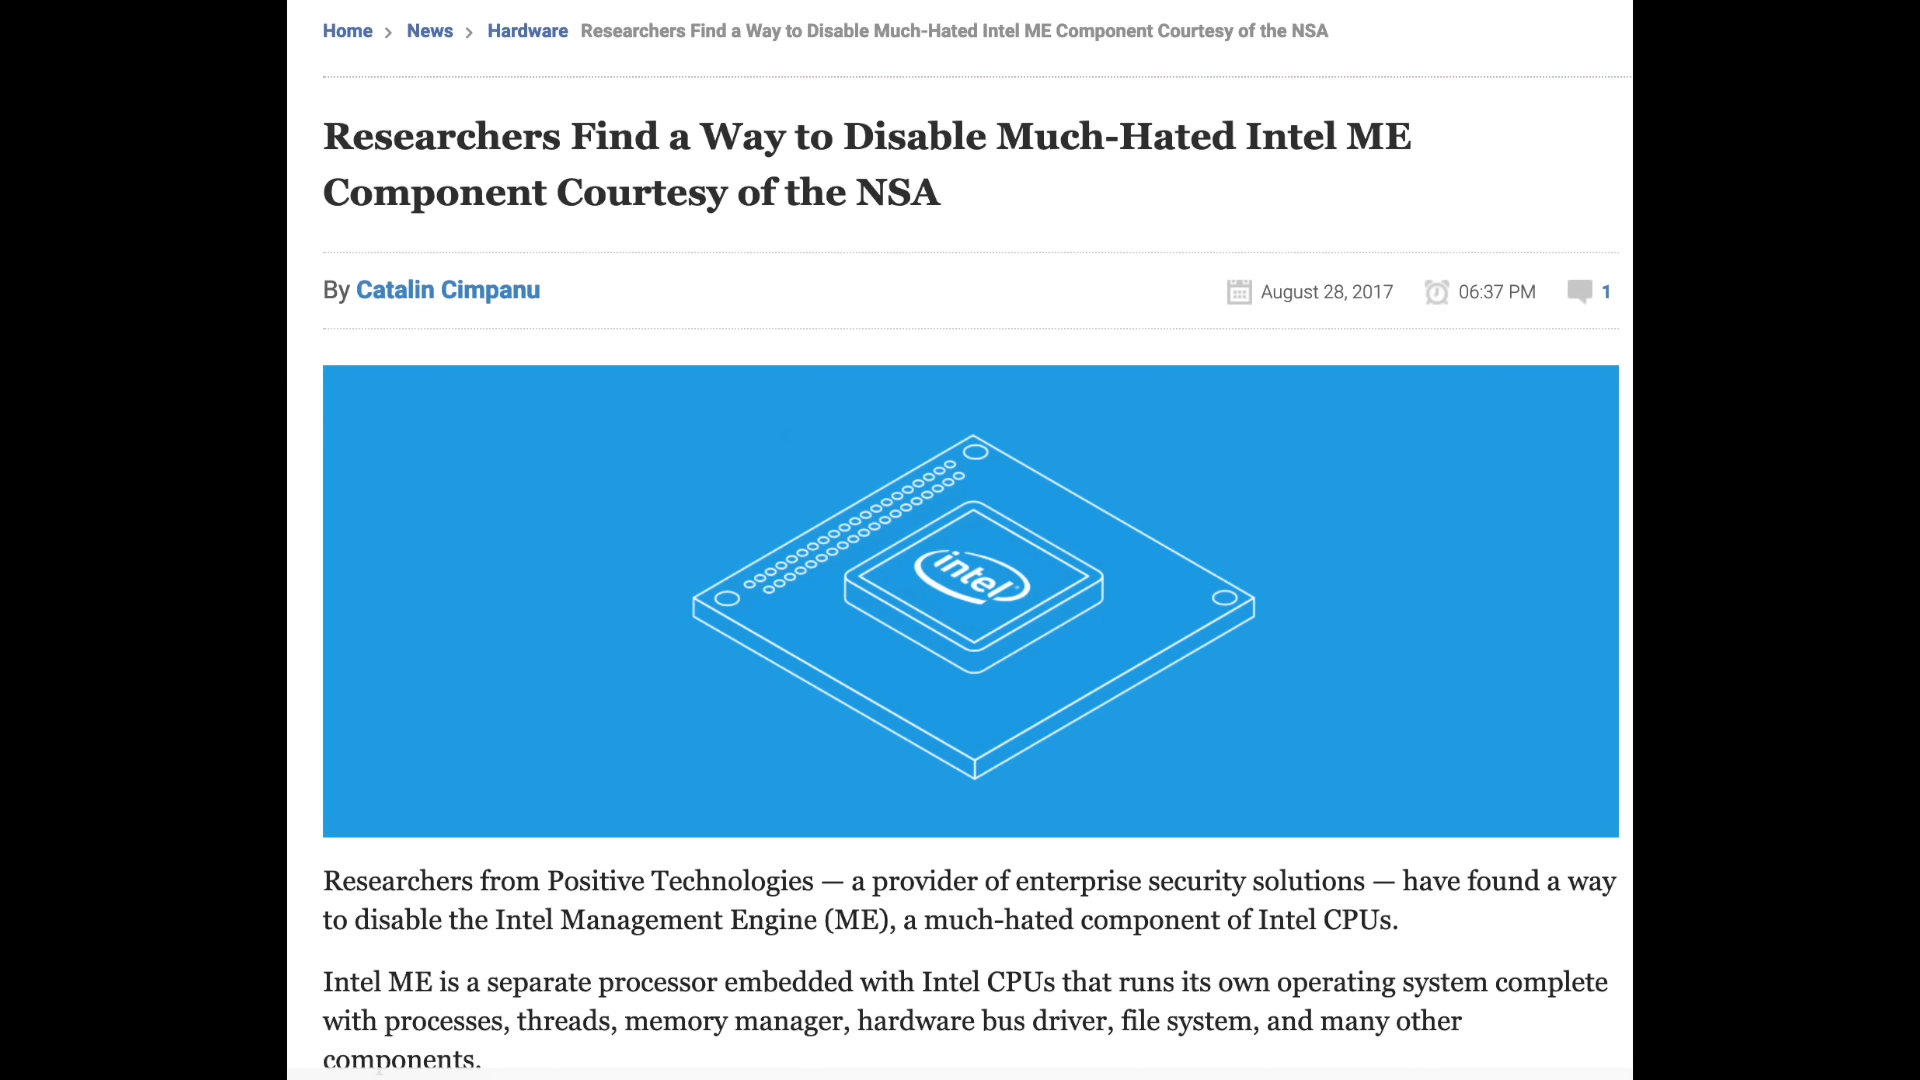 Home > News > Hardware Researchers Find a Way to Disable Much-Hated Intel ME Component Courtesy of the NSA
Researchers Find a Way to Disable Much-Hated Intel ME
Component Courtesy of the NSA
By Catalin Cimpanu August 28, 2017 06:37 PM 1
intel
Researchers from Positive Technologies — a provider of enterprise security solutions — have found a way
to disable the Intel Management Engine (ME), a much-hated component of Intel CPUs.
Intel ME is a separate processor embedded with Intel CPUs that runs its own operating system complete
with processes, threads, memory manager, hardware bus driver, file system, and many other
components.